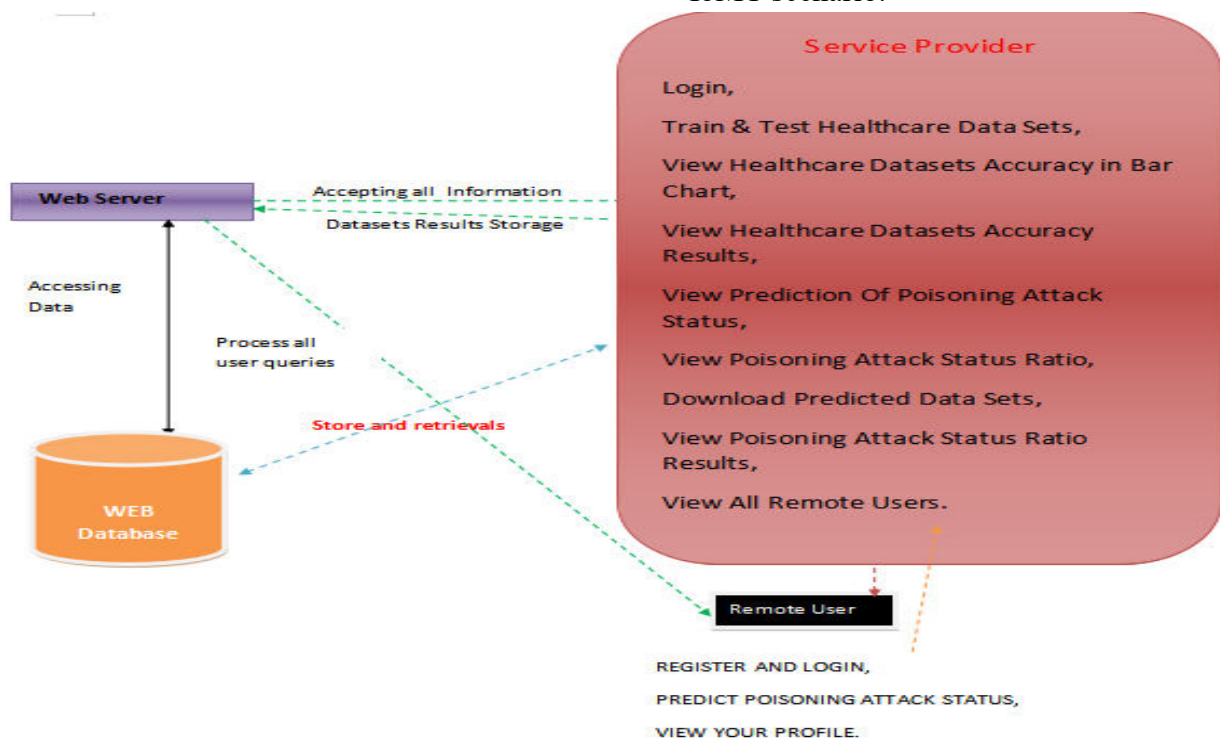 Service Provider
Login,
Train & Test Healthcare Data Sets,
View Healthcare Datasets Accuracy in Bar
Chart,
View Healthcare Datasets Accuracy
Results,
View Prediction Of Poisoning Attack
Status,
View Poisoning Attack Status Ratio,
Download Predicted Data Sets,
View Poisoning Attack Status Ratio
Results,
View All Remote Users.
Web Server
Accepting all Information
Datasets Results Storage
Accessing
Data
Process all
user queries
Store and retrievals
WEB
Database
Remote User
REGISTER AND LOGIN,
PREDICT POISONING ATTACK STATUS,
VIEW YOUR PROFILE.